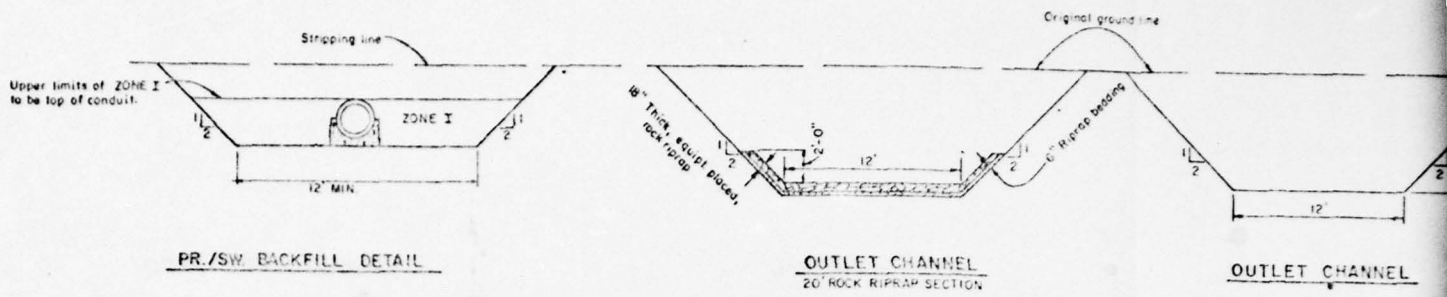 Stripping line
Upper limits of ZONE I
to be top of conduit.
ZONE I
1
2
1
2
12' MIN.
PR./SW. BACKFILL DETAIL
Original ground line
18" Thick, equipt placed,
rock riprap
1
2
2'-0"
12'
1
2
6" Riprap bedding
OUTLET CHANNEL
20' ROCK RIPRAP SECTION
1
2
12'
2
OUTLET CHANNEL